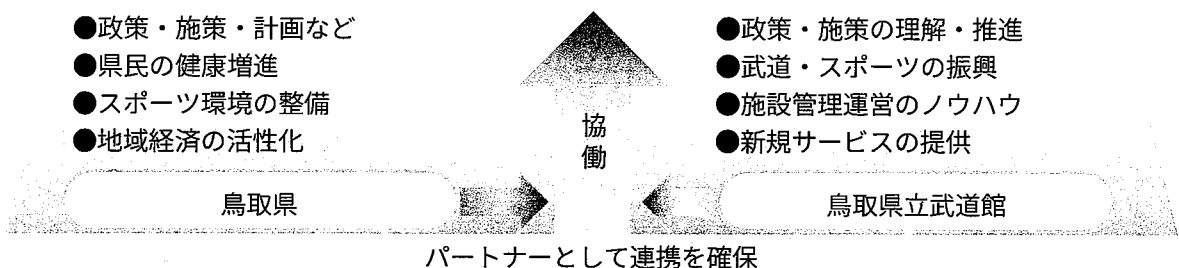 ●政策・施策・計画など
●県民の健康増進
●スポーツ環境の整備
●地域経済の活性化
協働
●政策・施策の理解・推進
●武道・スポーツの振興
●施設管理運営のノウハウ
●新規サービスの提供
鳥取県
鳥取県立武道館
パートナーとして連携を確保